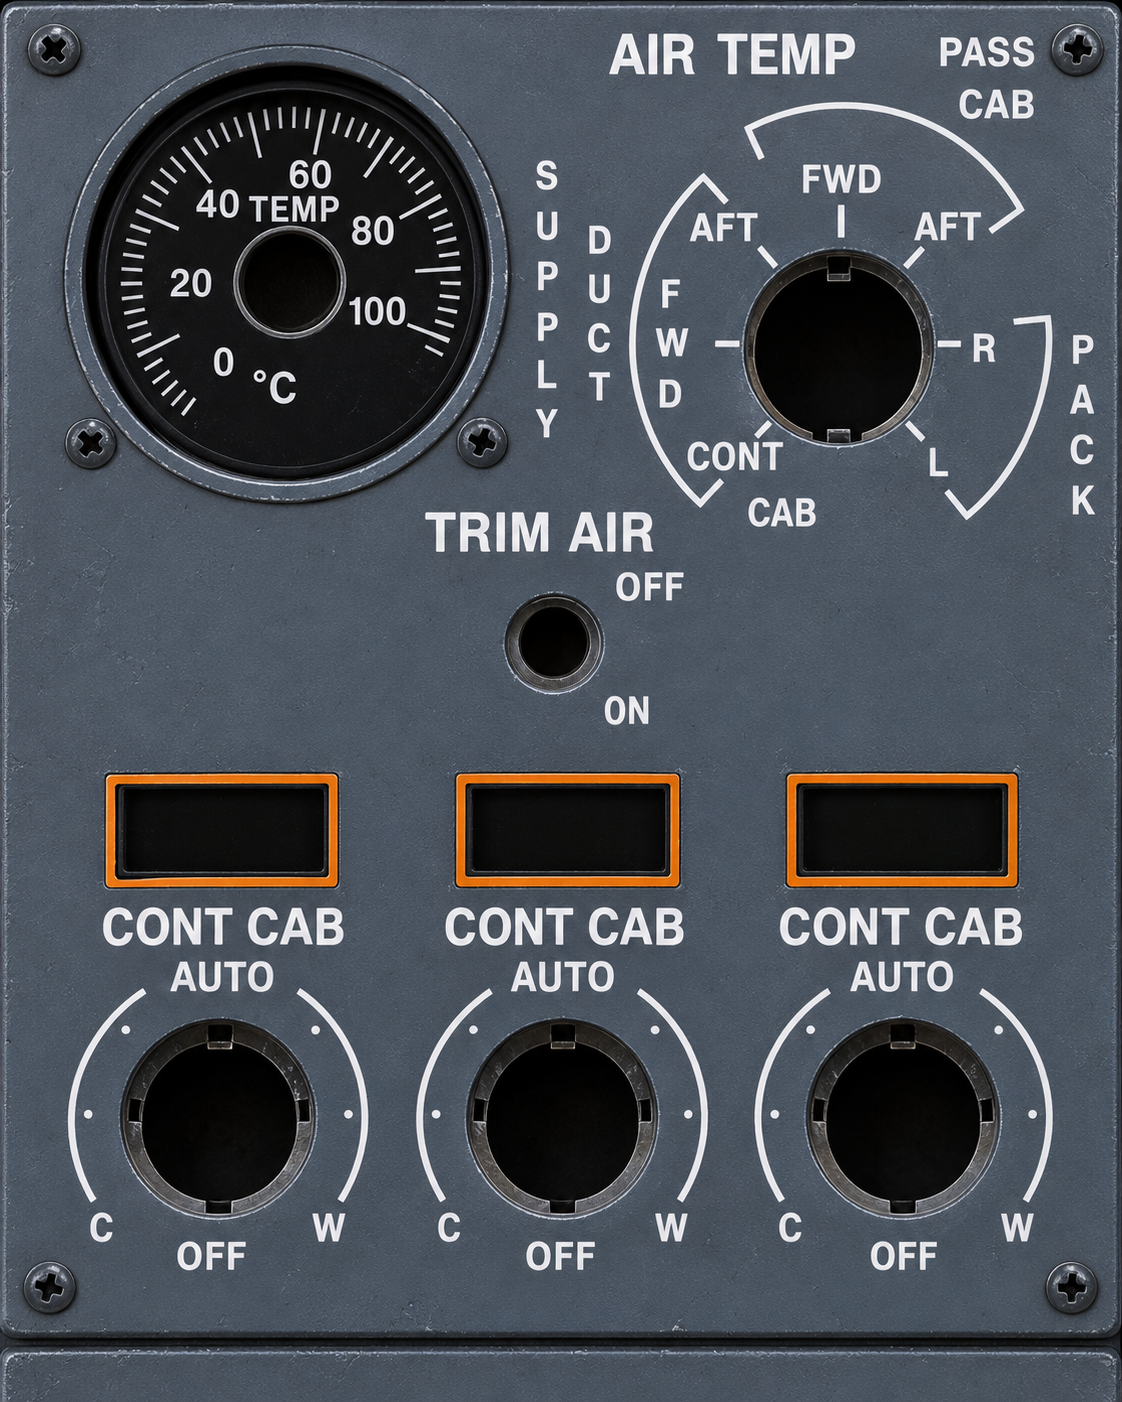 AIR TEMP
PASS
CAB
60
40
TEMP
80
20
100
0
°C
SUPPLY
DUCT
AFT
FWD
AFT
FWD
R
L
CONT
CAB
PACK
TRIM AIR
OFF
ON
CONT CAB
AUTO
C
W
OFF
CONT CAB
AUTO
C
W
OFF
CONT CAB
AUTO
C
W
OFF